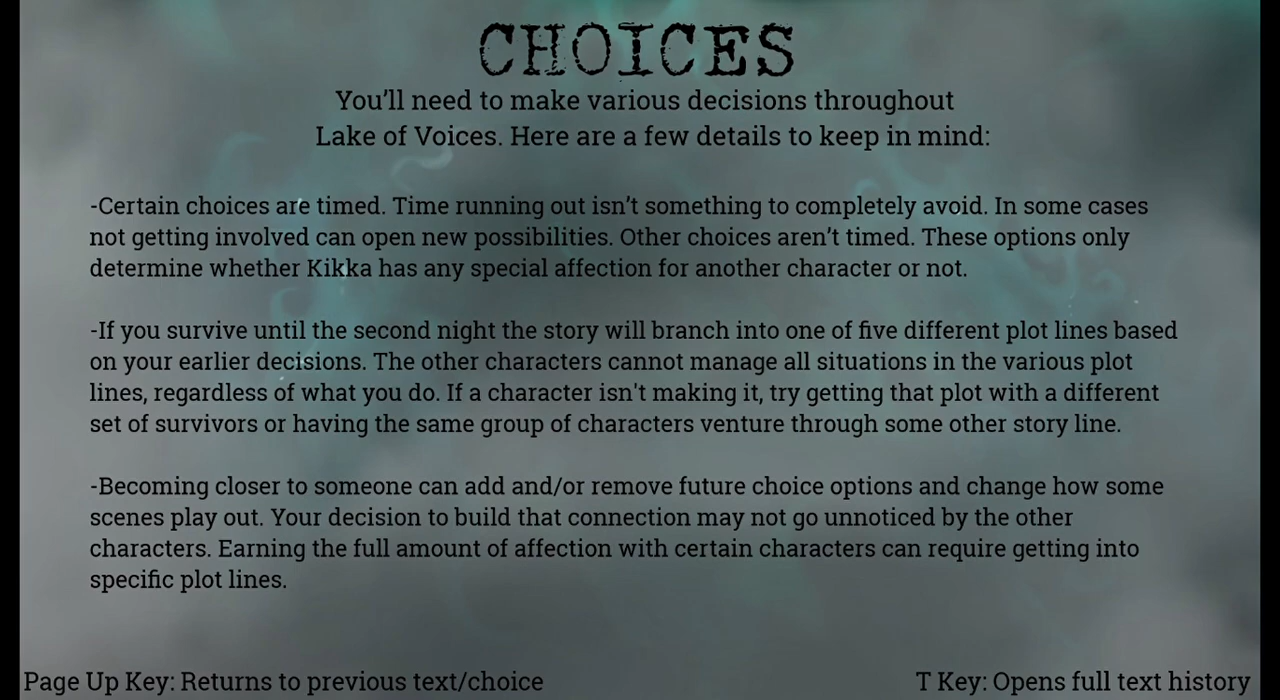 CHOICES
You’ll need to make various decisions throughout
Lake of Voices. Here are a few details to keep in mind:
-Certain choices are timed. Time running out isn’t something to completely avoid. In some cases
not getting involved can open new possibilities. Other choices aren’t timed. These options only
determine whether Kikka has any special affection for another character or not.
-If you survive until the second night the story will branch into one of five different plot lines based
on your earlier decisions. The other characters cannot manage all situations in the various plot
lines, regardless of what you do. If a character isn't making it, try getting that plot with a different
set of survivors or having the same group of characters venture through some other story line.
-Becoming closer to someone can add and/or remove future choice options and change how some
scenes play out. Your decision to build that connection may not go unnoticed by the other
characters. Earning the full amount of affection with certain characters can require getting into
specific plot lines.
Page Up Key: Returns to previous text/choice
T Key: Opens full text history